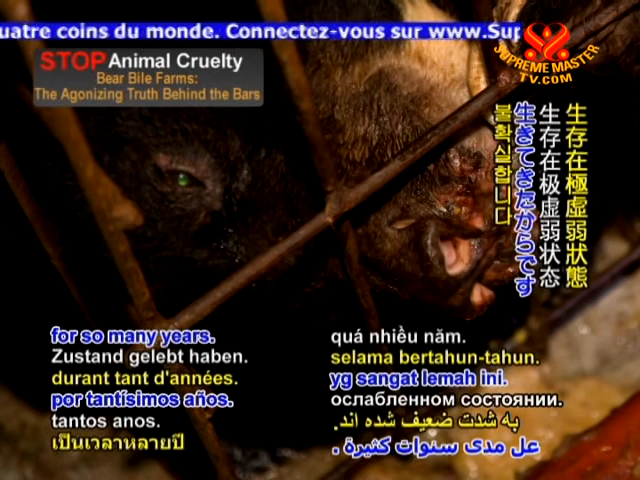 uatre coins du monde. Connectez-vous sur www.Sup
SUPREME MASTER
TV.COM
STOP Animal Cruelty
Bear Bile Farms:
The Agonizing Truth Behind the Bars
生存在極虛弱狀態
生存在极虚弱状态
生きてきたからです
불확실합니다
for so many years.
Zustand gelebt haben.
durant tant d'années.
por tantísimos años.
tantos anos.
เป็นเวลาหลายปี
quá nhiều năm.
selama bertahun-tahun.
yg sangat lemah ini.
ослабленном состоянии.
به شدت ضعیف شده اند.
عل مدى سنوات كثيرة .